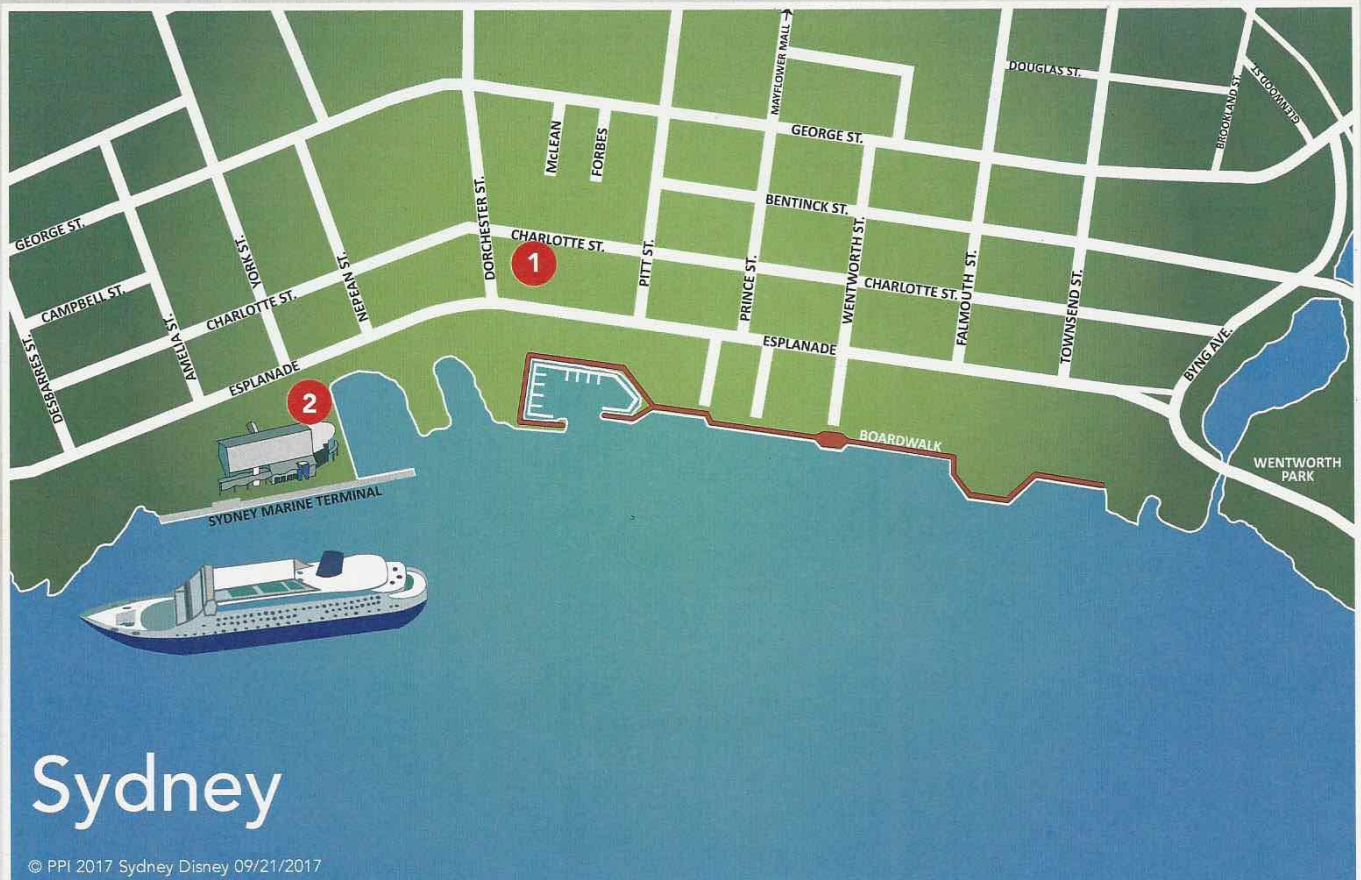 MAYFLOWER MALL
DOUGLAS ST.
BROOKLAND ST.
GLENWOOD ST.
GEORGE ST.
McLEAN
FORBES
BENTINCK ST.
DORCHESTER ST.
GEORGE ST.
CHARLOTTE ST.
1
PITT ST.
PRINCE ST.
WENTWORTH ST.
FALMOUTH ST.
TOWNSEND ST.
YORK ST.
NEPEAN ST.
CHARLOTTE ST.
CAMPBELL ST.
CHARLOTTE ST.
AMELIA ST.
DESBARRES ST.
ESPLANADE
ESPLANADE
BYNG AVE.
2
BOARDWALK
WENTWORTH
PARK
SYDNEY MARINE TERMINAL
Sydney
© PPI 2017 Sydney Disney 09/21/2017